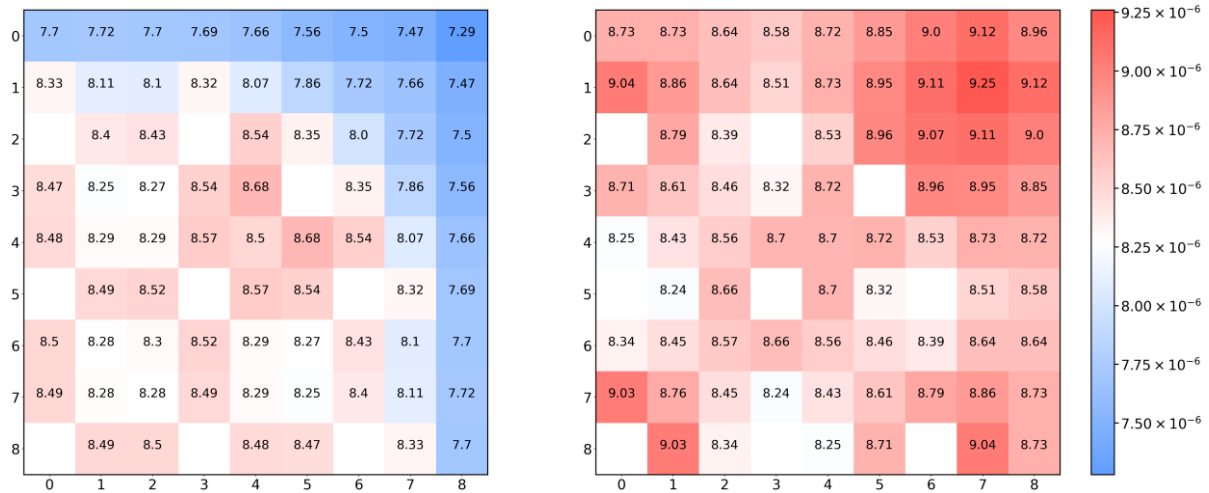 0 7.7 7.72 7.7 7.69 7.66 7.56 7.5 7.47 7.29
1 8.33 8.11 8.1 8.32 8.07 7.86 7.72 7.66 7.47
2 8.4 8.43 8.54 8.35 8.0 7.72 7.5
3 8.47 8.25 8.27 8.54 8.68 8.35 7.86 7.56
4 8.48 8.29 8.29 8.57 8.5 8.68 8.54 8.07 7.66
5 8.49 8.52 8.57 8.54 8.32 7.69
6 8.5 8.28 8.3 8.52 8.29 8.27 8.43 8.1 7.7
7 8.49 8.28 8.28 8.49 8.29 8.25 8.4 8.11 7.72
8 8.49 8.5 8.48 8.47 8.33 7.7
0 1 2 3 4 5 6 7 8
0 8.73 8.73 8.64 8.58 8.72 8.85 9.0 9.12 8.96
1 9.04 8.86 8.64 8.51 8.73 8.95 9.11 9.25 9.12
2 8.79 8.39 8.53 8.96 9.07 9.11 9.0
3 8.71 8.61 8.46 8.32 8.72 8.96 8.95 8.85
4 8.25 8.43 8.56 8.7 8.7 8.72 8.53 8.73 8.72
5 8.24 8.66 8.7 8.32 8.51 8.58
6 8.34 8.45 8.57 8.66 8.56 8.46 8.39 8.64 8.64
7 9.03 8.76 8.45 8.24 8.43 8.61 8.79 8.86 8.73
8 9.03 8.34 8.25 8.71 9.04 8.73
0 1 2 3 4 5 6 7 8
9.25 × 10⁻⁶
9.00 × 10⁻⁶
8.75 × 10⁻⁶
8.50 × 10⁻⁶
8.25 × 10⁻⁶
8.00 × 10⁻⁶
7.75 × 10⁻⁶
7.50 × 10⁻⁶